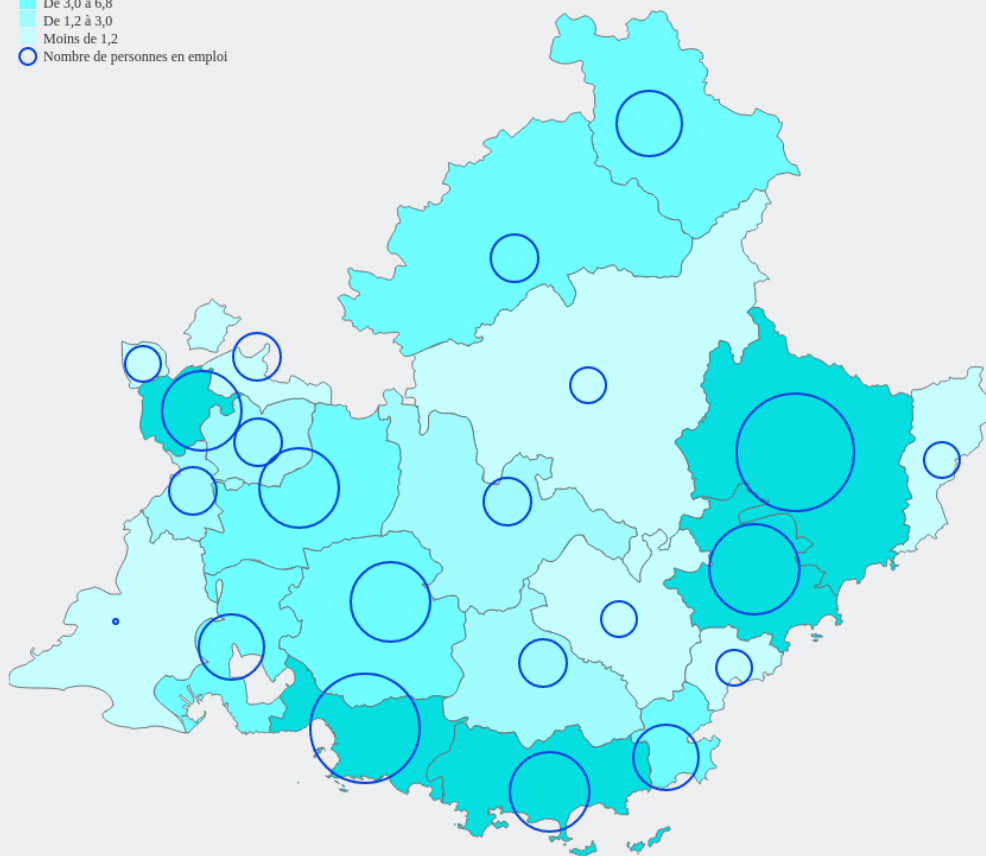 De 3,0 à 6,8
De 1,2 à 3,0
Moins de 1,2
Nombre de personnes en emploi